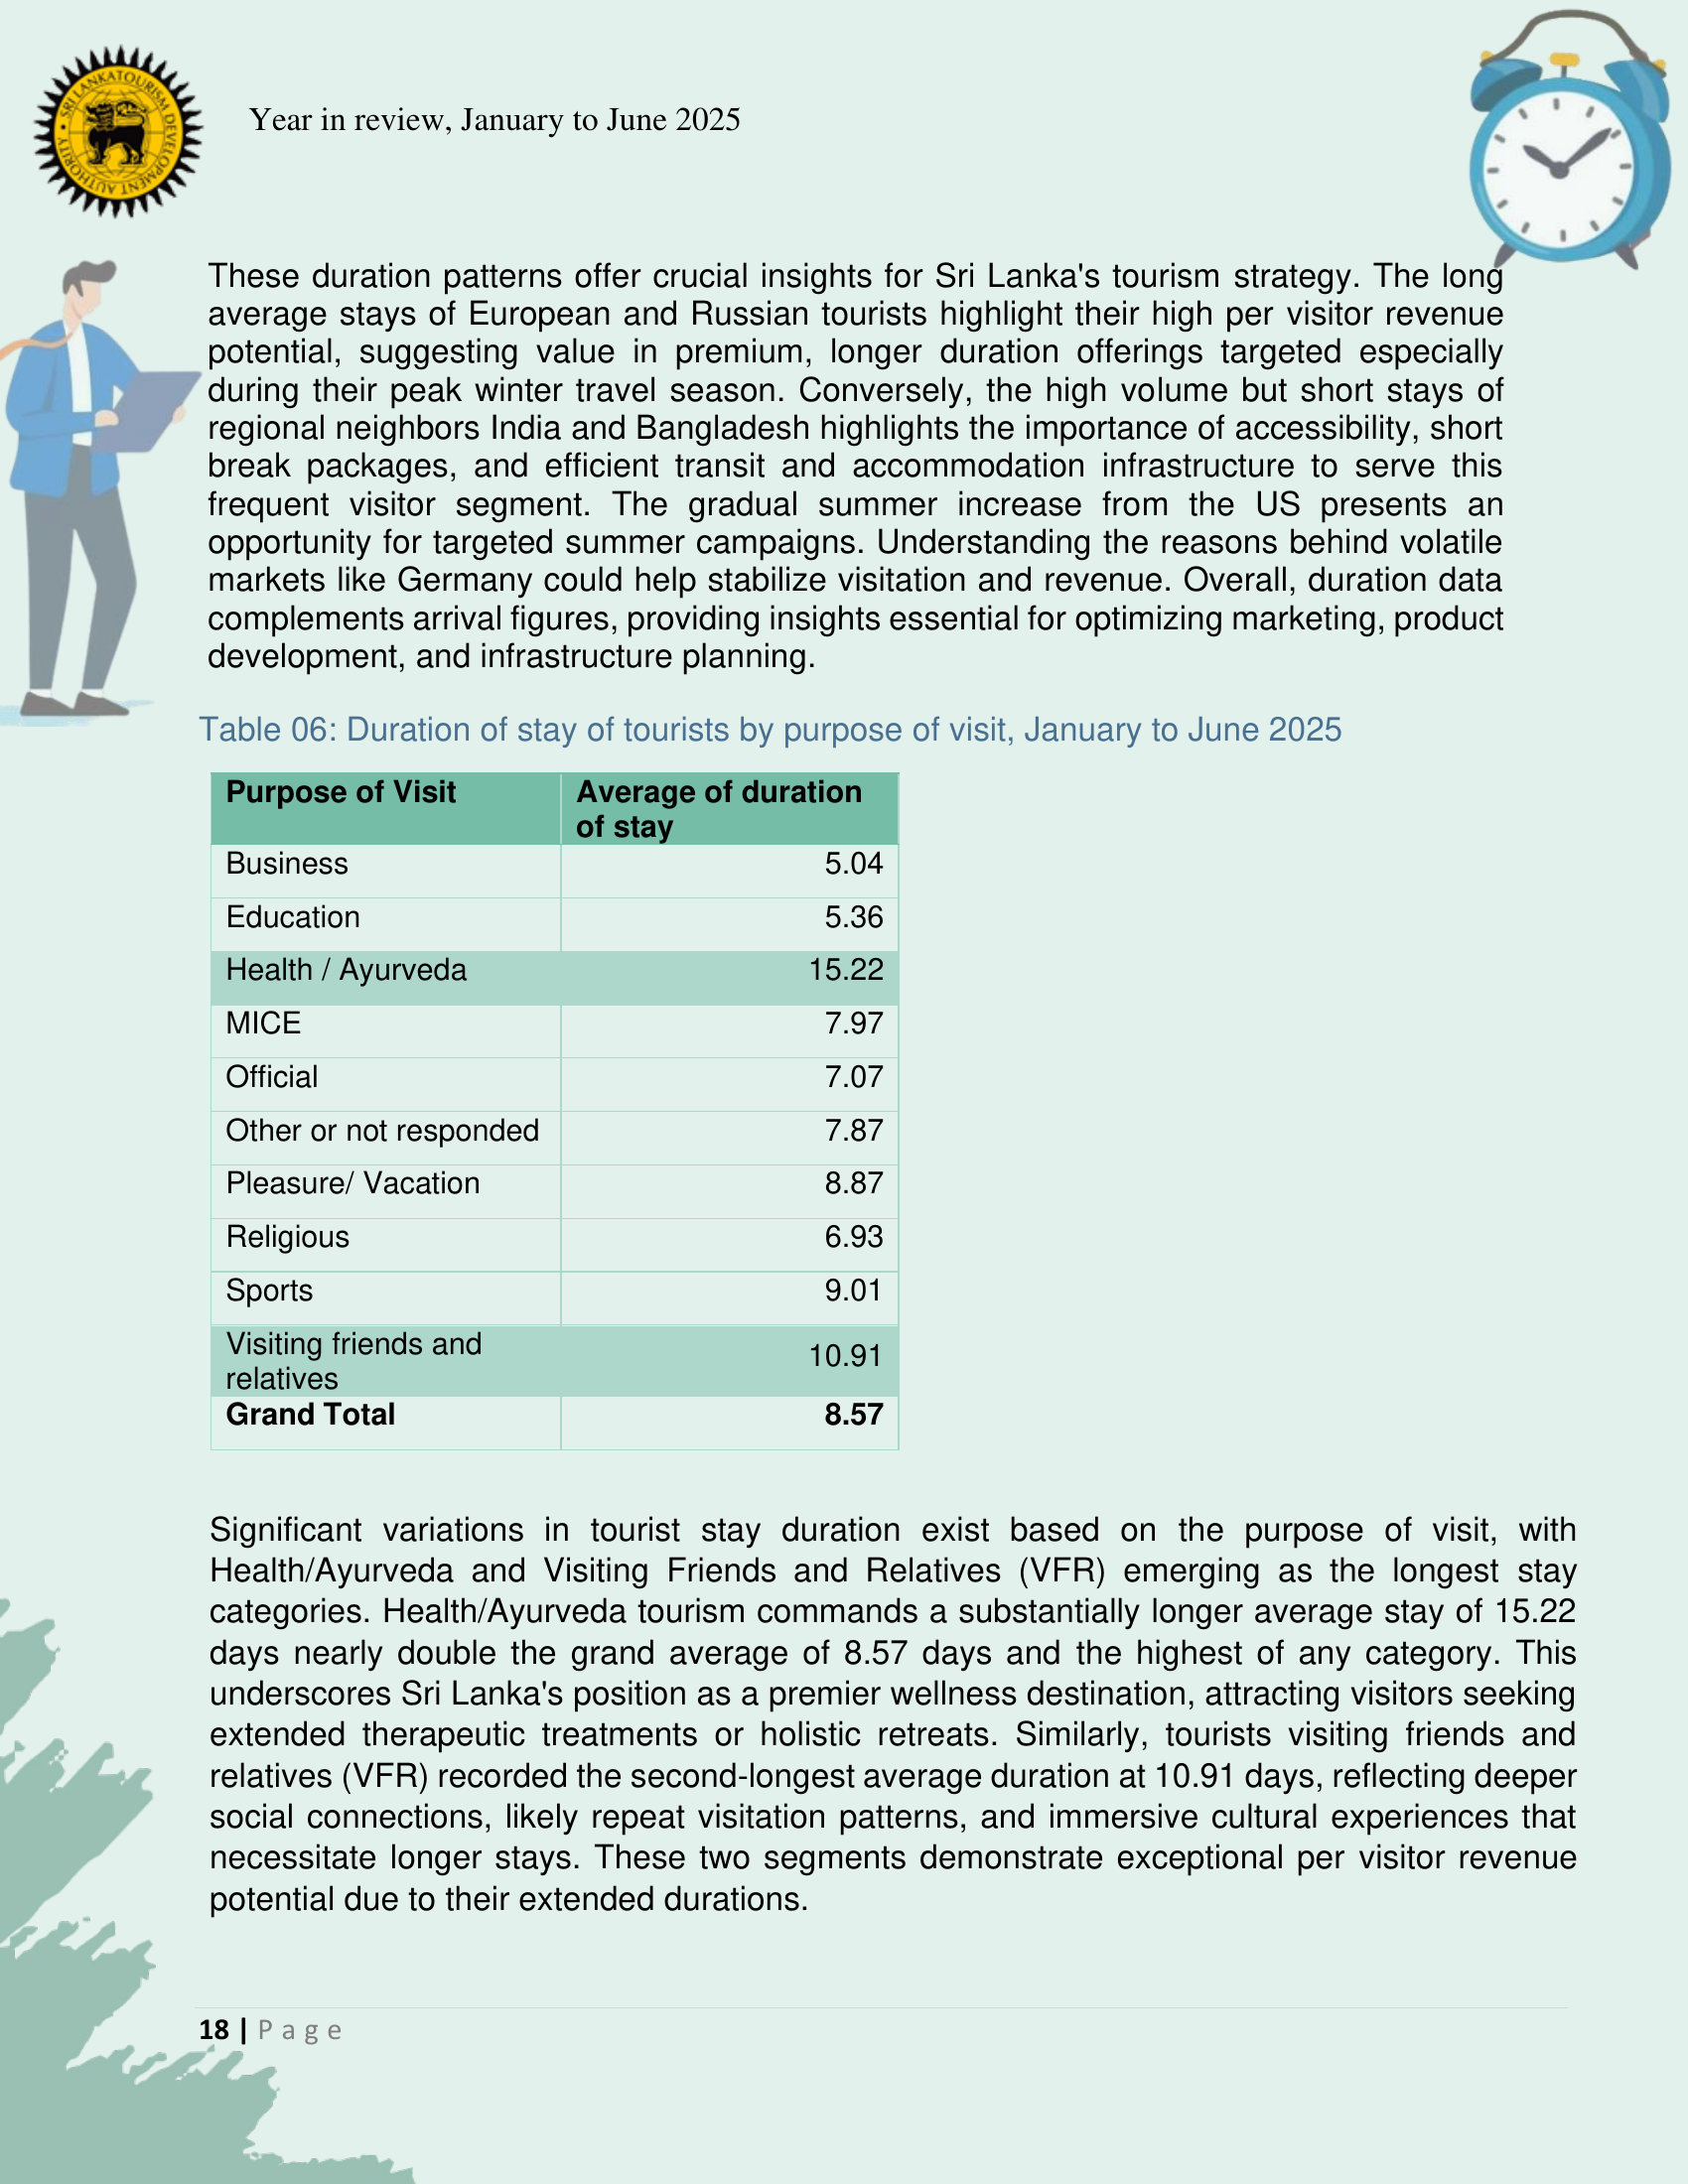 SRI LANKA TOURISM DEVELOPMENT AUTHORITY
Year in review, January to June 2025
These duration patterns offer crucial insights for Sri Lanka's tourism strategy. The long
average stays of European and Russian tourists highlight their high per visitor revenue
potential, suggesting value in premium, longer duration offerings targeted especially
during their peak winter travel season. Conversely, the high volume but short stays of
regional neighbors India and Bangladesh highlights the importance of accessibility, short
break packages, and efficient transit and accommodation infrastructure to serve this
frequent visitor segment. The gradual summer increase from the US presents an
opportunity for targeted summer campaigns. Understanding the reasons behind volatile
markets like Germany could help stabilize visitation and revenue. Overall, duration data
complements arrival figures, providing insights essential for optimizing marketing, product
development, and infrastructure planning.
Table 06: Duration of stay of tourists by purpose of visit, January to June 2025
Purpose of Visit Average of duration
of stay
Business 5.04
Education 5.36
Health / Ayurveda 15.22
MICE 7.97
Official 7.07
Other or not responded 7.87
Pleasure/ Vacation 8.87
Religious 6.93
Sports 9.01
Visiting friends and
relatives 10.91
Grand Total 8.57
Significant variations in tourist stay duration exist based on the purpose of visit, with
Health/Ayurveda and Visiting Friends and Relatives (VFR) emerging as the longest stay
categories. Health/Ayurveda tourism commands a substantially longer average stay of 15.22
days nearly double the grand average of 8.57 days and the highest of any category. This
underscores Sri Lanka's position as a premier wellness destination, attracting visitors seeking
extended therapeutic treatments or holistic retreats. Similarly, tourists visiting friends and
relatives (VFR) recorded the second-longest average duration at 10.91 days, reflecting deeper
social connections, likely repeat visitation patterns, and immersive cultural experiences that
necessitate longer stays. These two segments demonstrate exceptional per visitor revenue
potential due to their extended durations.
18 | Page